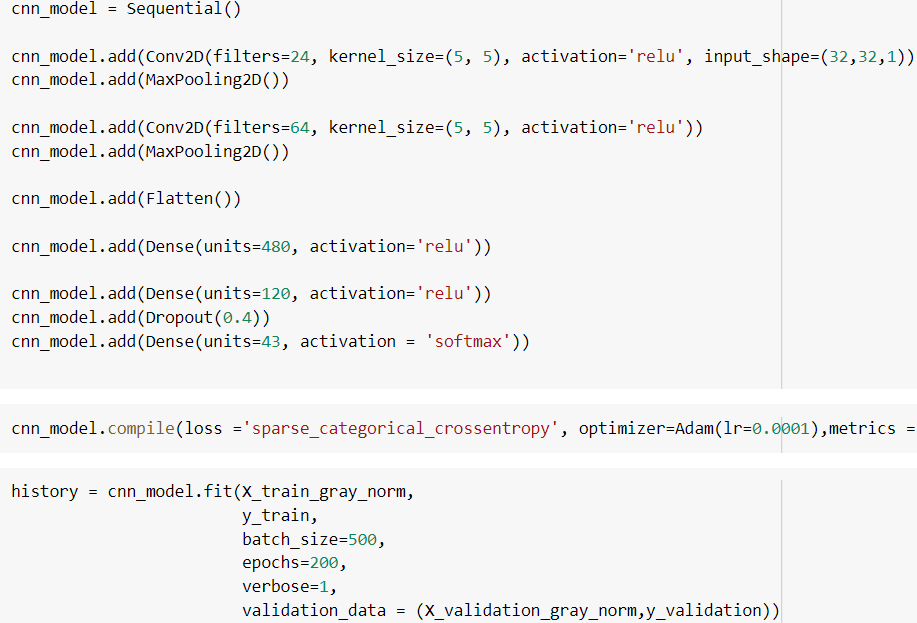 cnn_model = Sequential()
cnn_model.add(Conv2D(filters=24, kernel_size=(5, 5), activation='relu', input_shape=(32,32,1))
cnn_model.add(MaxPooling2D())
cnn_model.add(Conv2D(filters=64, kernel_size=(5, 5), activation='relu'))
cnn_model.add(MaxPooling2D())
cnn_model.add(Flatten())
cnn_model.add(Dense(units=480, activation='relu'))
cnn_model.add(Dense(units=120, activation='relu'))
cnn_model.add(Dropout(0.4))
cnn_model.add(Dense(units=43, activation = 'softmax'))
cnn_model.compile(loss ='sparse_categorical_crossentropy', optimizer=Adam(lr=0.0001),metrics =
history = cnn_model.fit(X_train_gray_norm,
y_train,
batch_size=500,
epochs=200,
verbose=1,
validation_data = (X_validation_gray_norm,y_validation))